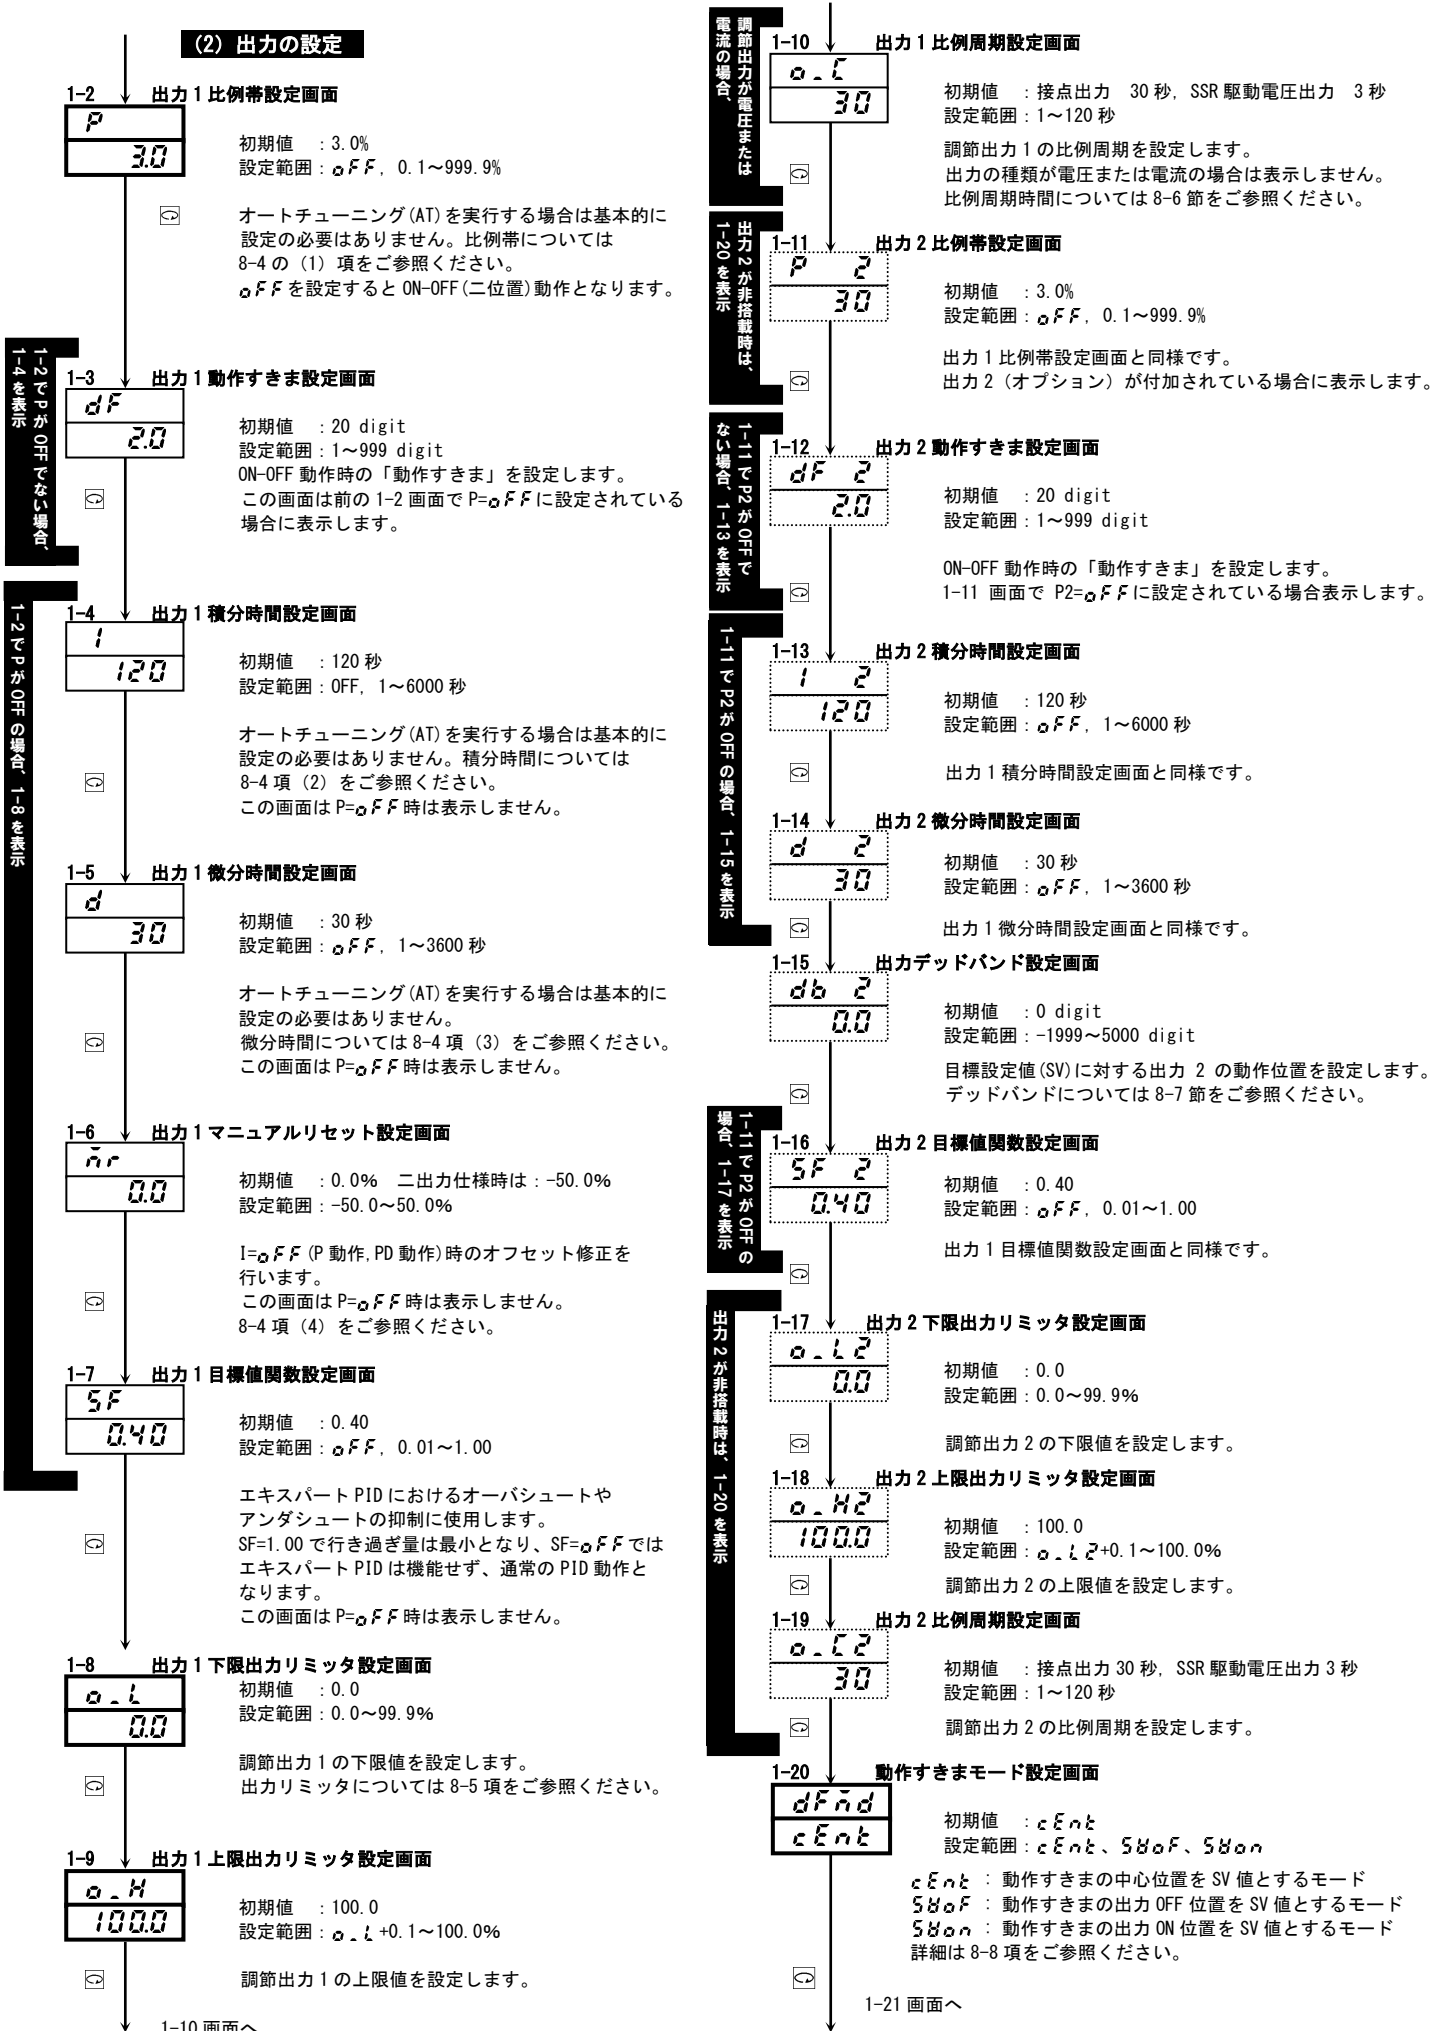 (2) 出力の設定
1-2 出力1比例帯設定画面
P
3.0
初期値 :3.0%
設定範囲:oFF, 0.1~999.9%
オートチューニング(AT)を実行する場合は基本的に
設定の必要はありません。比例帯については
8-4の(1)項をご参照ください。
oFFを設定するとON-OFF(二位置)動作となります。
1-2でPがOFFでない場合、
1-4を表示
1-3 出力1動作すきま設定画面
dF
2.0
初期値 :20 digit
設定範囲:1~999 digit
ON-OFF動作時の「動作すきま」を設定します。
この画面は前の1-2画面でP=oFFに設定されている
場合に表示します。
1-2でPがOFFの場合、1-8を表示
1-4 出力1積分時間設定画面
I
120
初期値 :120秒
設定範囲:OFF, 1~6000秒
オートチューニング(AT)を実行する場合は基本的に
設定の必要はありません。積分時間については
8-4項(2)をご参照ください。
この画面はP=oFF時は表示しません。
1-5 出力1微分時間設定画面
d
30
初期値 :30秒
設定範囲:oFF, 1~3600秒
オートチューニング(AT)を実行する場合は基本的に
設定の必要はありません。
微分時間については8-4項(3)をご参照ください。
この画面はP=oFF時は表示しません。
1-6 出力1マニュアルリセット設定画面
mr
0.0
初期値 :0.0% 二出力仕様時は:-50.0%
設定範囲:-50.0~50.0%
I=oFF(P動作,PD動作)時のオフセット修正を
行います。
この画面はP=oFF時は表示しません。
8-4項(4)をご参照ください。
1-7 出力1目標値関数設定画面
SF
0.40
初期値 :0.40
設定範囲:oFF, 0.01~1.00
エキスパートPIDにおけるオーバシュートや
アンダシュートの抑制に使用します。
SF=1.00で行き過ぎ量は最小となり、SF=oFFでは
エキスパートPIDは機能せず、通常のPID動作と
なります。
この画面はP=oFF時は表示しません。
1-8 出力1下限出力リミッタ設定画面
o_L
0.0
初期値 :0.0
設定範囲:0.0~99.9%
調節出力1の下限値を設定します。
出力リミッタについては8-5項をご参照ください。
1-9 出力1上限出力リミッタ設定画面
o_H
100.0
初期値 :100.0
設定範囲:o_L+0.1~100.0%
調節出力1の上限値を設定します。
1-10画面へ
調節出力が電圧または
電流の場合、
1-10 出力1比例周期設定画面
o_C
30
初期値 :接点出力 30秒, SSR駆動電圧出力 3秒
設定範囲:1~120秒
調節出力1の比例周期を設定します。
出力の種類が電圧または電流の場合は表示しません。
比例周期時間については8-6節をご参照ください。
出力2が非搭載時は、
1-20を表示
1-11 出力2比例帯設定画面
P 2
30
初期値 :3.0%
設定範囲:oFF, 0.1~999.9%
出力1比例帯設定画面と同様です。
出力2(オプション)が付加されている場合に表示します。
1-11でP2がOFFで
ない場合、1-13を表示
1-12 出力2動作すきま設定画面
dF 2
2.0
初期値 :20 digit
設定範囲:1~999 digit
ON-OFF動作時の「動作すきま」を設定します。
1-11 画面で P2=oFFに設定されている場合表示します。
1-11でP2がOFFの場合、1-15を表示
1-13 出力2積分時間設定画面
I 2
120
初期値 :120秒
設定範囲:oFF, 1~6000秒
出力1積分時間設定画面と同様です。
1-14 出力2微分時間設定画面
d 2
30
初期値 :30秒
設定範囲:oFF, 1~3600秒
出力1微分時間設定画面と同様です。
1-15 出力デッドバンド設定画面
db 2
0.0
初期値 :0 digit
設定範囲:-1999~5000 digit
目標設定値(SV)に対する出力 2 の動作位置を設定します。
デッドバンドについては8-7節をご参照ください。
1-11でP2がOFFの
場合、1-17を表示
1-16 出力2目標値関数設定画面
SF 2
0.40
初期値 :0.40
設定範囲:oFF, 0.01~1.00
出力1目標値関数設定画面と同様です。
出力2が非搭載時は、1-20を表示
1-17 出力2下限出力リミッタ設定画面
o_L2
0.0
初期値 :0.0
設定範囲:0.0~99.9%
調節出力2の下限値を設定します。
1-18 出力2上限出力リミッタ設定画面
o_H2
100.0
初期値 :100.0
設定範囲:o_L2+0.1~100.0%
調節出力2の上限値を設定します。
1-19 出力2比例周期設定画面
o_C2
30
初期値 :接点出力30秒, SSR駆動電圧出力3秒
設定範囲:1~120秒
調節出力2の比例周期を設定します。
1-20 動作すきまモード設定画面
dFmd
cEnt
初期値 :cEnt
設定範囲:cEnt、SVoF、SVon
cEnt : 動作すきまの中心位置をSV値とするモード
SVoF : 動作すきまの出力OFF位置をSV値とするモード
SVon : 動作すきまの出力ON位置をSV値とするモード
詳細は8-8項をご参照ください。
1-21画面へ